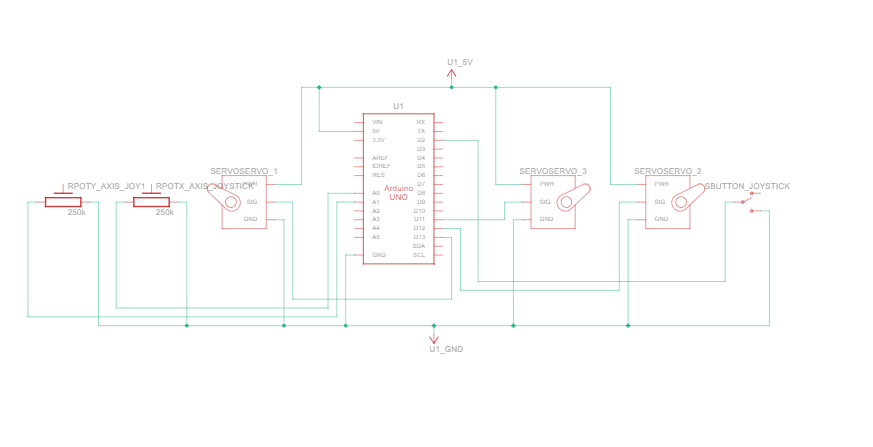 U1_5V
U1
VIN
5V
3.3V
AREF
IOREF
RES
A0
A1
A2
A3
A4
A5
GND
Arduino
UNO
RX
TX
D2
D3
D4
D5
D6
D7
D8
D9
D10
D11
D12
D13
SDA
SCL
RPOTY_AXIS_JOY1
250k
RPOTX_AXIS_JOYSTICK
250k
SERVOSERVO_1
PWR
SIG
GND
SERVOSERVO_3
PWR
SIG
GND
SERVOSERVO_2
PWR
SIG
GND
SBUTTON_JOYSTICK
U1_GND